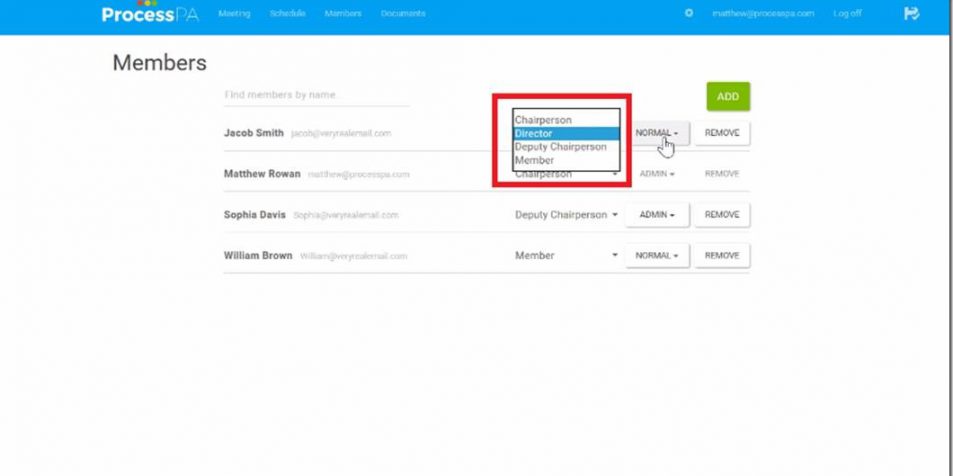 ProcessPA Meeting Schedule Members Documents matthew@processpa.com Log off
Members
Find members by name
ADD
Chairperson
Director
Deputy Chairperson
Member
Jacob Smith jacob@veryrealemail.com NORMAL REMOVE
Matthew Rowan matthew@processpa.com Chairperson ADMIN REMOVE
Sophia Davis Sophia@veryrealemail.com Deputy Chairperson ADMIN REMOVE
William Brown William@veryrealemail.com Member NORMAL REMOVE